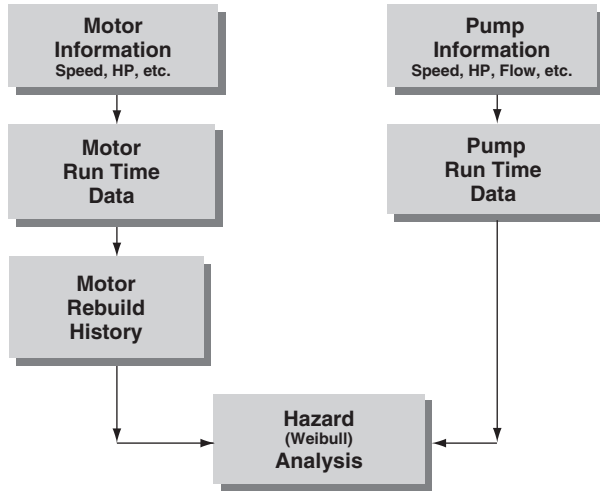 Motor
Information
Speed, HP, etc.
Pump
Information
Speed, HP, Flow, etc.
Motor
Run Time
Data
Pump
Run Time
Data
Motor
Rebuild
History
Hazard
(Weibull)
Analysis